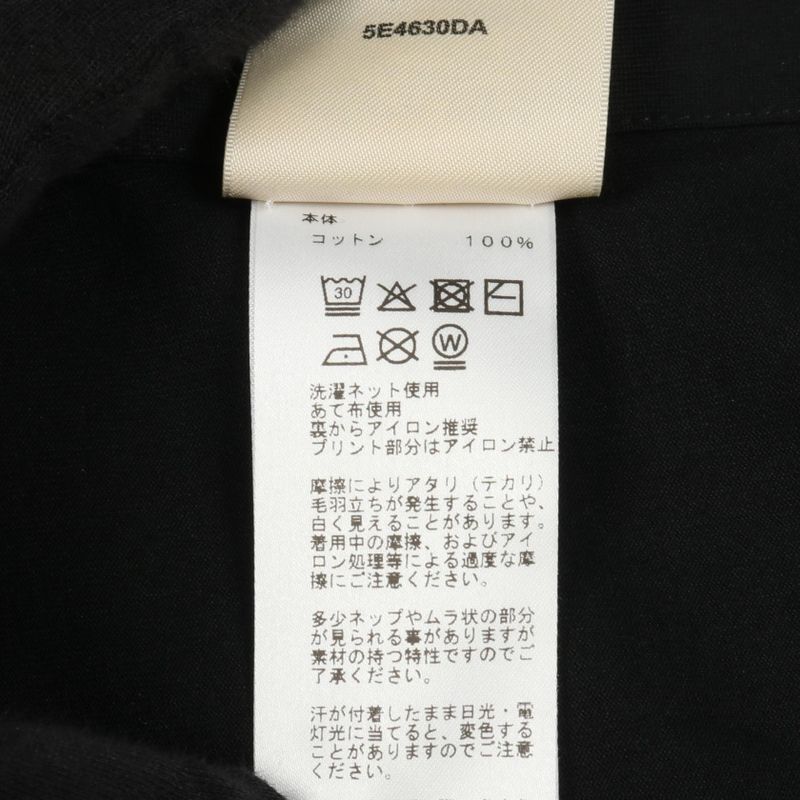 5E4630DA
本体
コットン 100%
30
W
洗濯ネット使用
あて布使用
裏からアイロン推奨
プリント部分はアイロン禁止
摩擦によりアタリ(テカリ)
毛羽立ちが発生することや、
白く見えることがあります。
着用中の摩擦、およびアイ
ロン処理等による過度な摩
擦にご注意ください。
多少ネップやムラ状の部分
が見られる事がありますが
素材の持つ特性ですのでご
了承ください。
汗が付着したまま日光・電
灯光に当てると、変色する
ことがありますのでご注意
ください。